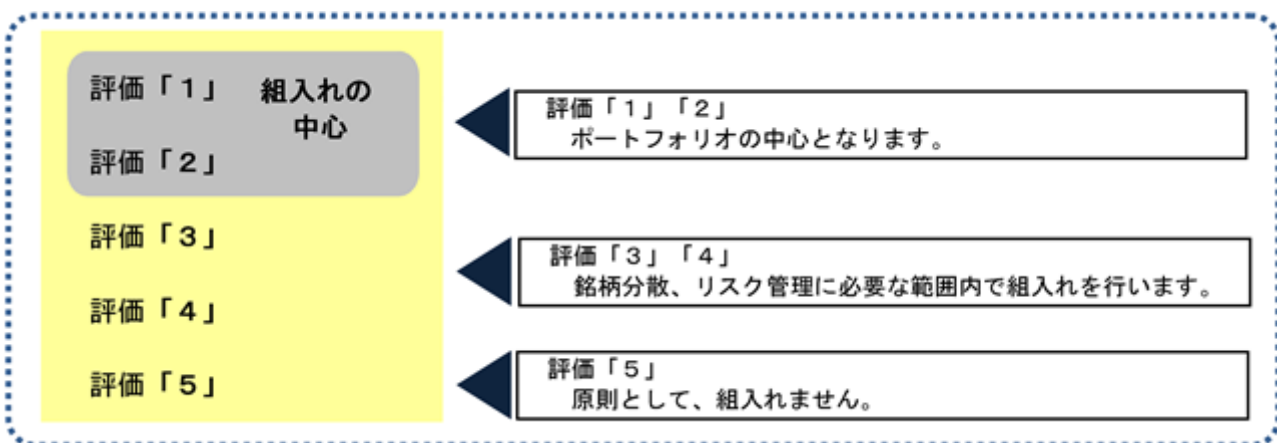 評価「１」 組入れの
中心
評価「２」
評価「３」
評価「４」
評価「５」
評価「１」「２」
ポートフォリオの中心となります。
評価「３」「４」
銘柄分散、リスク管理に必要な範囲内で組入れを行います。
評価「５」
原則として、組入れません。